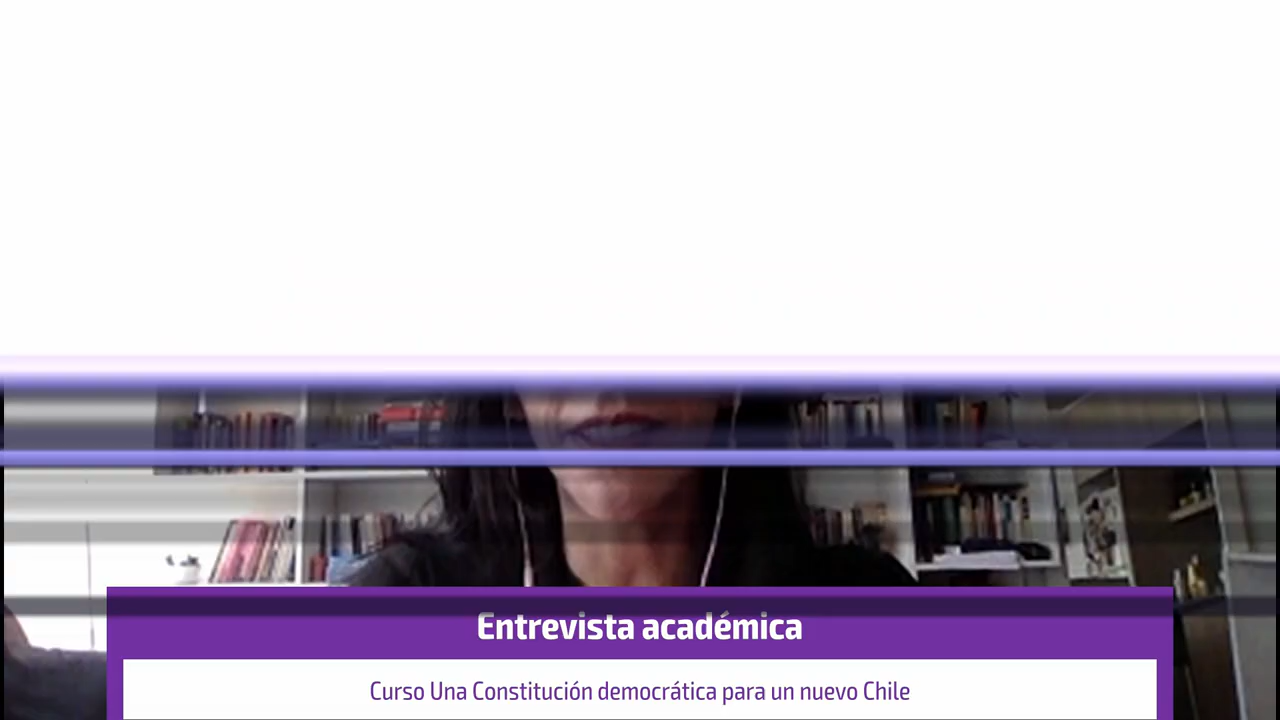 Entrevista académica
Curso Una Constitución democrática para un nuevo Chile